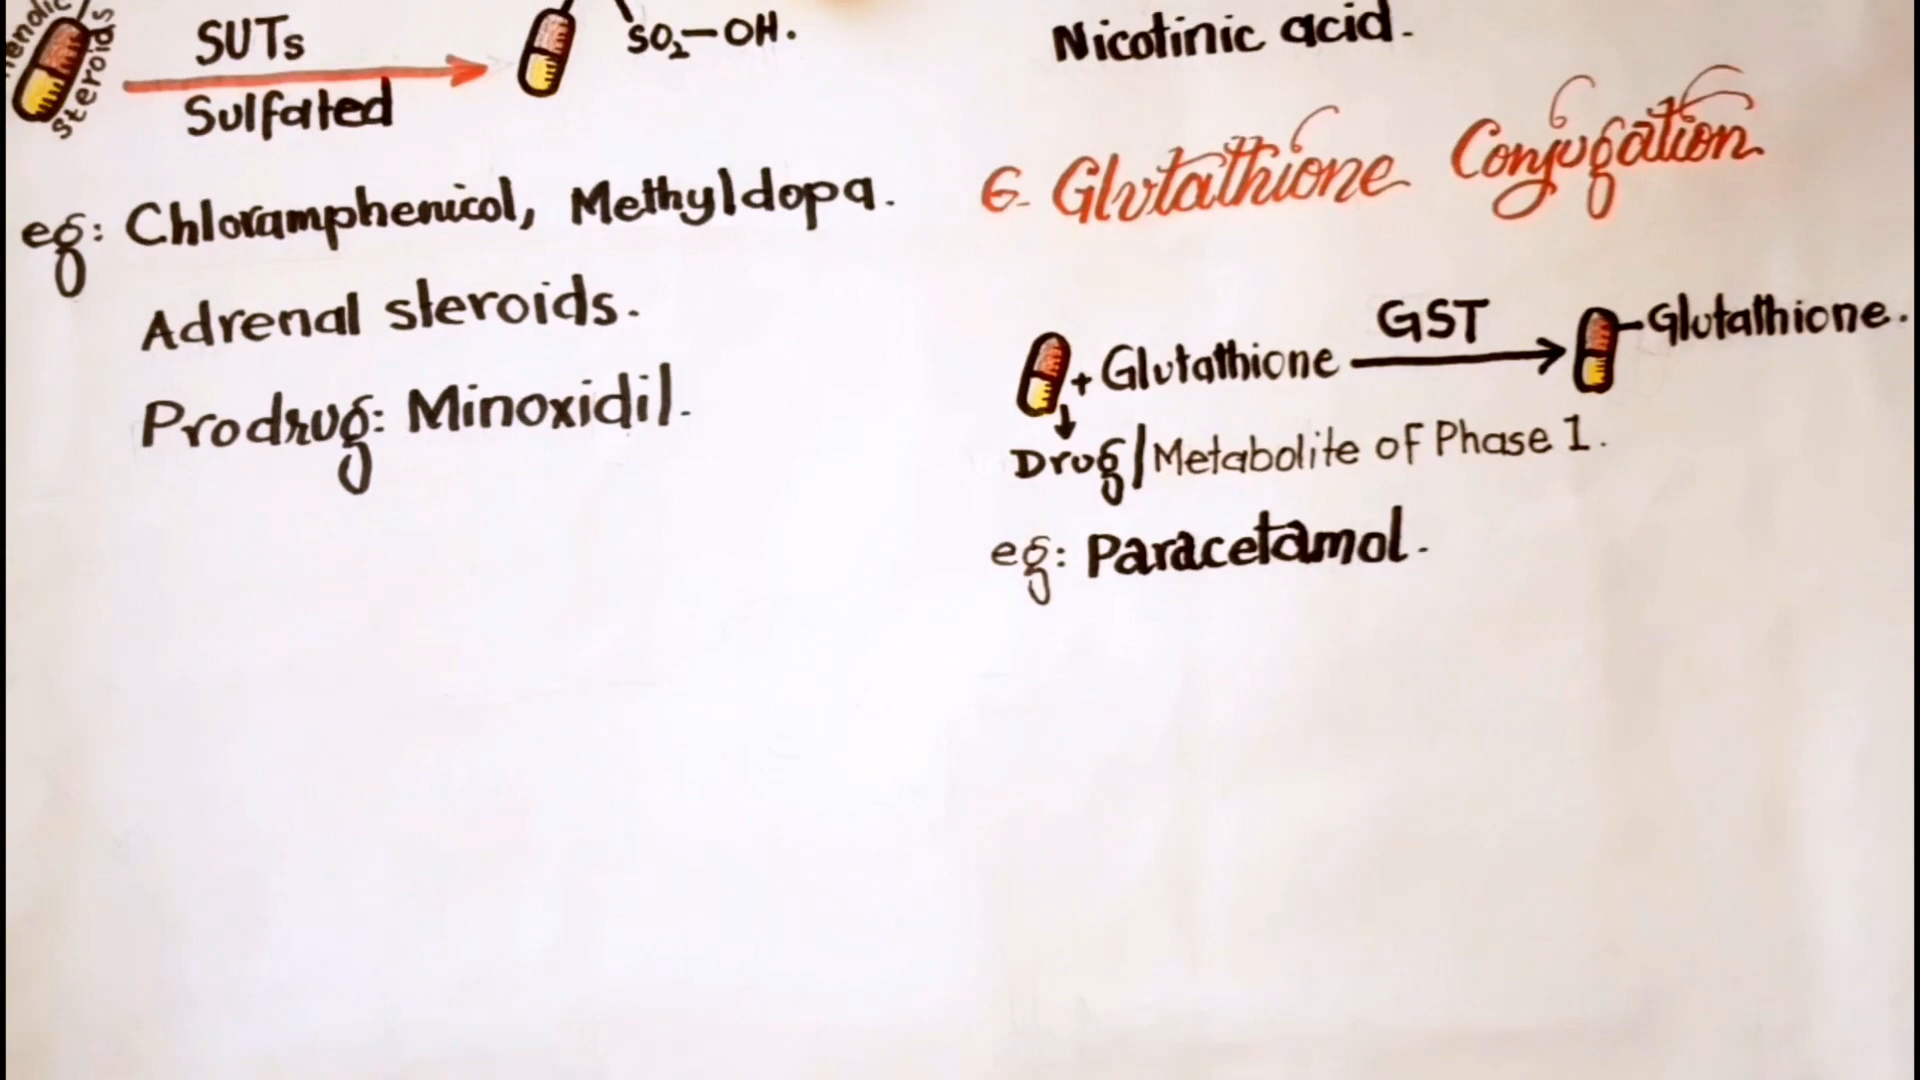 steroids
SUTs
Sulfated
SO2-OH.
eg: Chloramphenicol, Methyldopa.
Adrenal steroids.
Prodrug: Minoxidil.
Nicotinic acid.
6. Glutathione Conjugation
+ Glutathione GST -Glutathione.
Drug/Metabolite of Phase 1.
eg: Paracetamol.